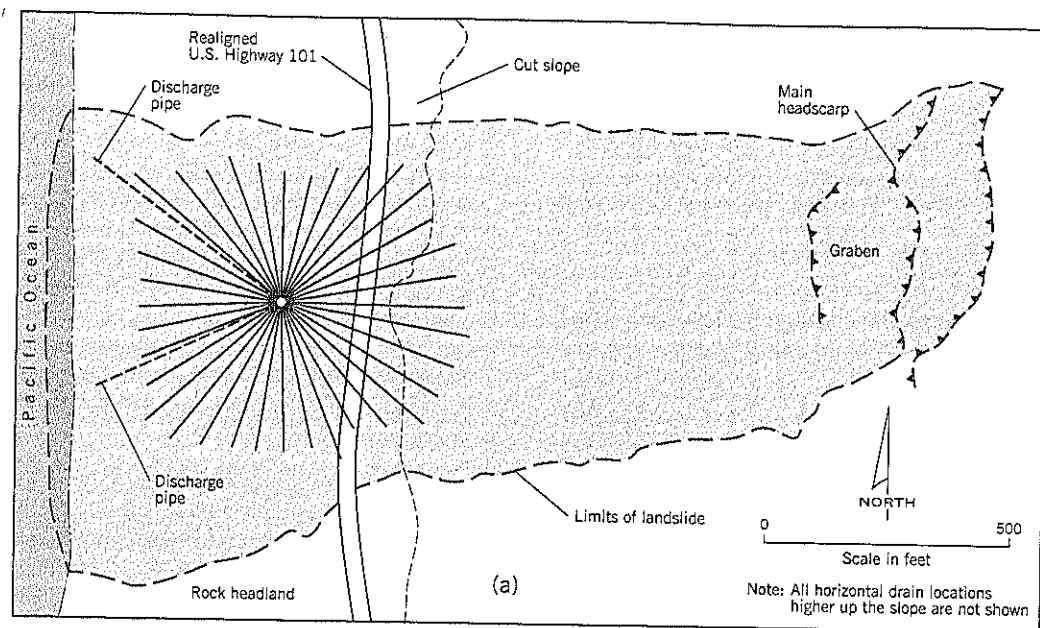 Realigned
U.S. Highway 101
Cut slope
Discharge
pipe
Main
headscarp
Pacific Ocean
Graben
Discharge
pipe
Limits of landslide
NORTH
0
500
Scale in feet
Rock headland
(a)
Note: All horizontal drain locations
higher up the slope are not shown